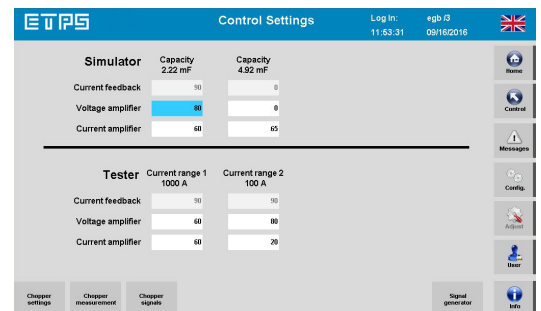 ETPS Control Settings Log In: egb /3
11:53:31 09/16/2016
Simulator Capacity Capacity
2.22 mF 4.92 mF
Current feedback 90 0
Voltage amplifier 80 0
Current amplifier 60 65
Tester Current range 1 Current range 2
1000 A 100 A
Current feedback 90 90
Voltage amplifier 60 80
Current amplifier 60 20
Home
Control
Messages
Config.
Adjust
User
Info
Chopper Chopper Chopper Signal
settings measurement signals generator